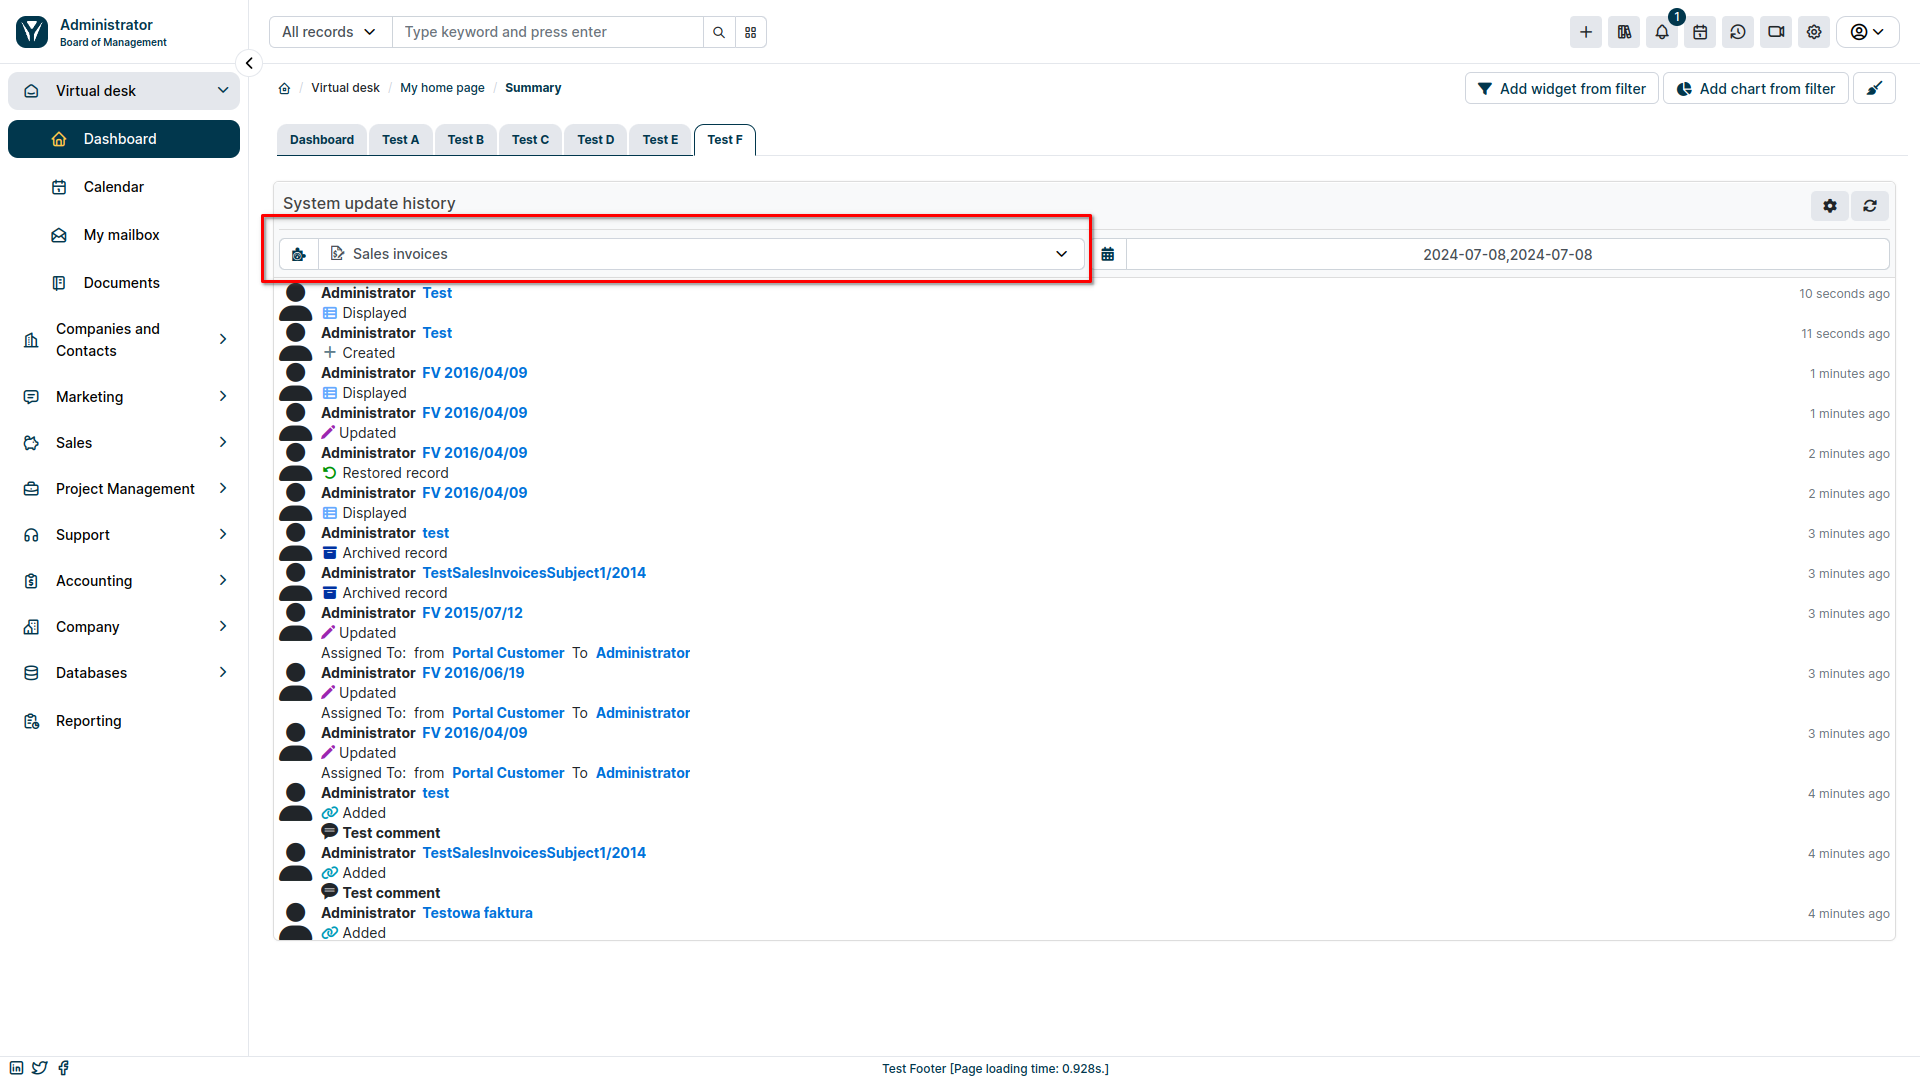 Administrator
Board of Management
All records
Type keyword and press enter
1
Virtual desk
Dashboard
Calendar
My mailbox
Documents
Companies and
Contacts
Marketing
Sales
Project Management
Support
Accounting
Company
Databases
Reporting
/ Virtual desk / My home page / Summary
Add widget from filter
Add chart from filter
Dashboard
Test A
Test B
Test C
Test D
Test E
Test F
System update history
Sales invoices
2024-07-08,2024-07-08
Administrator Test 10 seconds ago
Displayed
Administrator Test 11 seconds ago
Created
Administrator FV 2016/04/09 1 minutes ago
Displayed
Administrator FV 2016/04/09 1 minutes ago
Updated
Administrator FV 2016/04/09 2 minutes ago
Restored record
Administrator FV 2016/04/09 2 minutes ago
Displayed
Administrator test 3 minutes ago
Archived record
Administrator TestSalesInvoicesSubject1/2014 3 minutes ago
Archived record
Administrator FV 2015/07/12 3 minutes ago
Updated
Assigned To: from Portal Customer To Administrator
Administrator FV 2016/06/19 3 minutes ago
Updated
Assigned To: from Portal Customer To Administrator
Administrator FV 2016/04/09 3 minutes ago
Updated
Assigned To: from Portal Customer To Administrator
Administrator test 4 minutes ago
Added
Test comment
Administrator TestSalesInvoicesSubject1/2014 4 minutes ago
Added
Test comment
Administrator Testowa faktura 4 minutes ago
Added
Test Footer [Page loading time: 0.928s.]